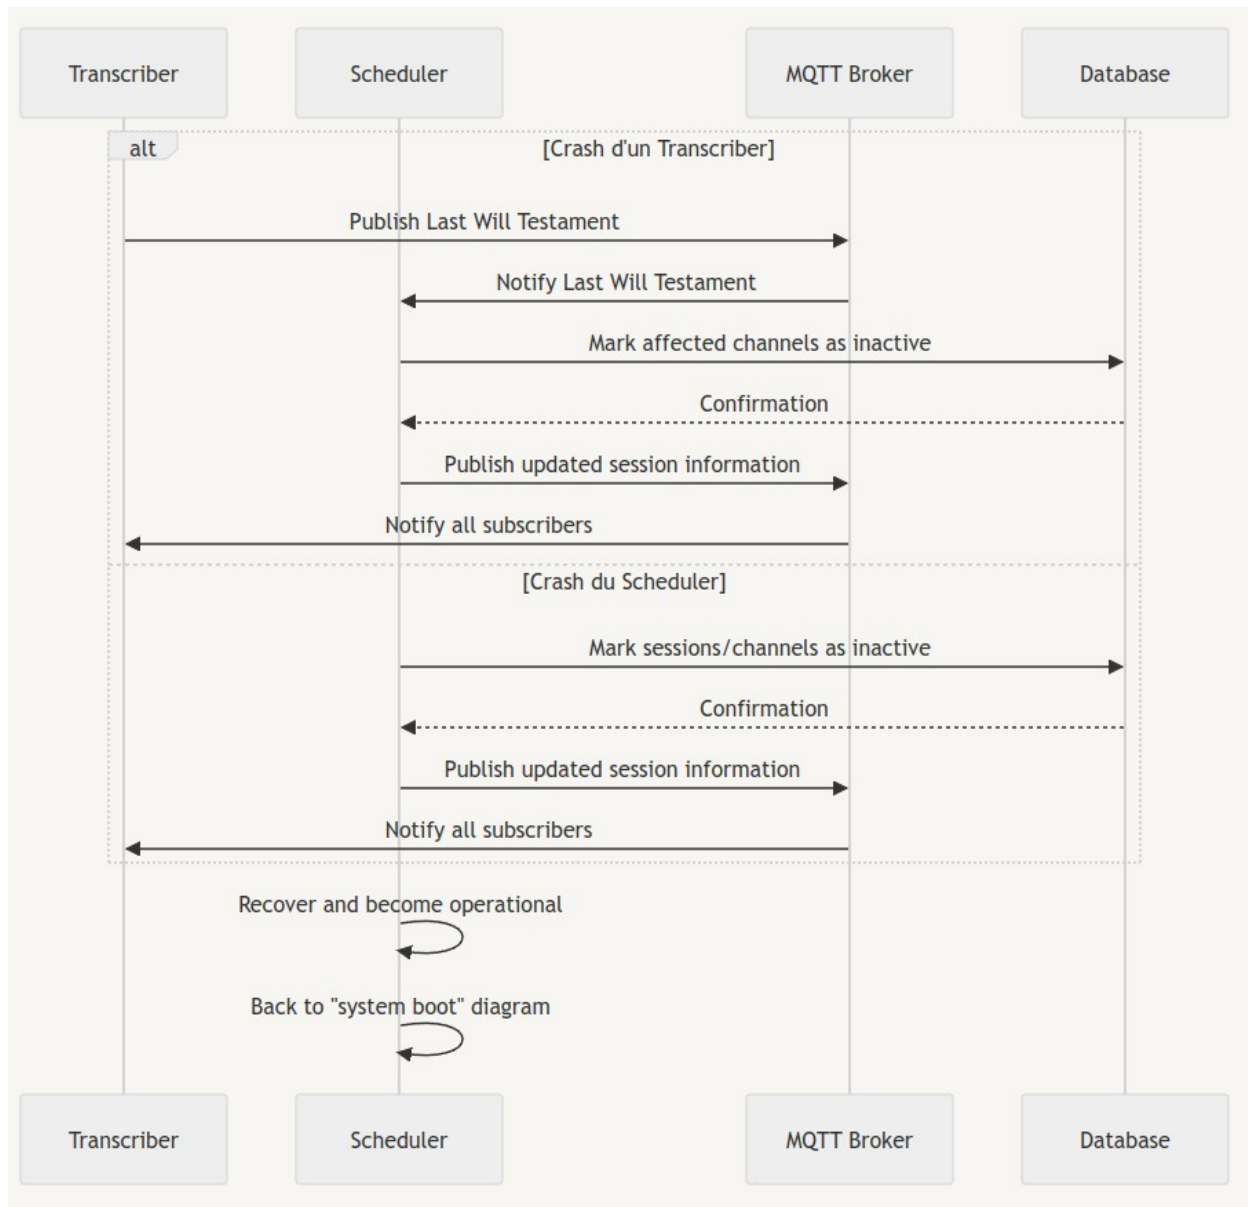 Transcriber
Scheduler
MQTT Broker
Database
alt
[Crash d'un Transcriber]
Publish Last Will Testament
Notify Last Will Testament
Mark affected channels as inactive
Confirmation
Publish updated session information
Notify all subscribers
[Crash du Scheduler]
Mark sessions/channels as inactive
Confirmation
Publish updated session information
Notify all subscribers
Recover and become operational
Back to "system boot" diagram
Transcriber
Scheduler
MQTT Broker
Database